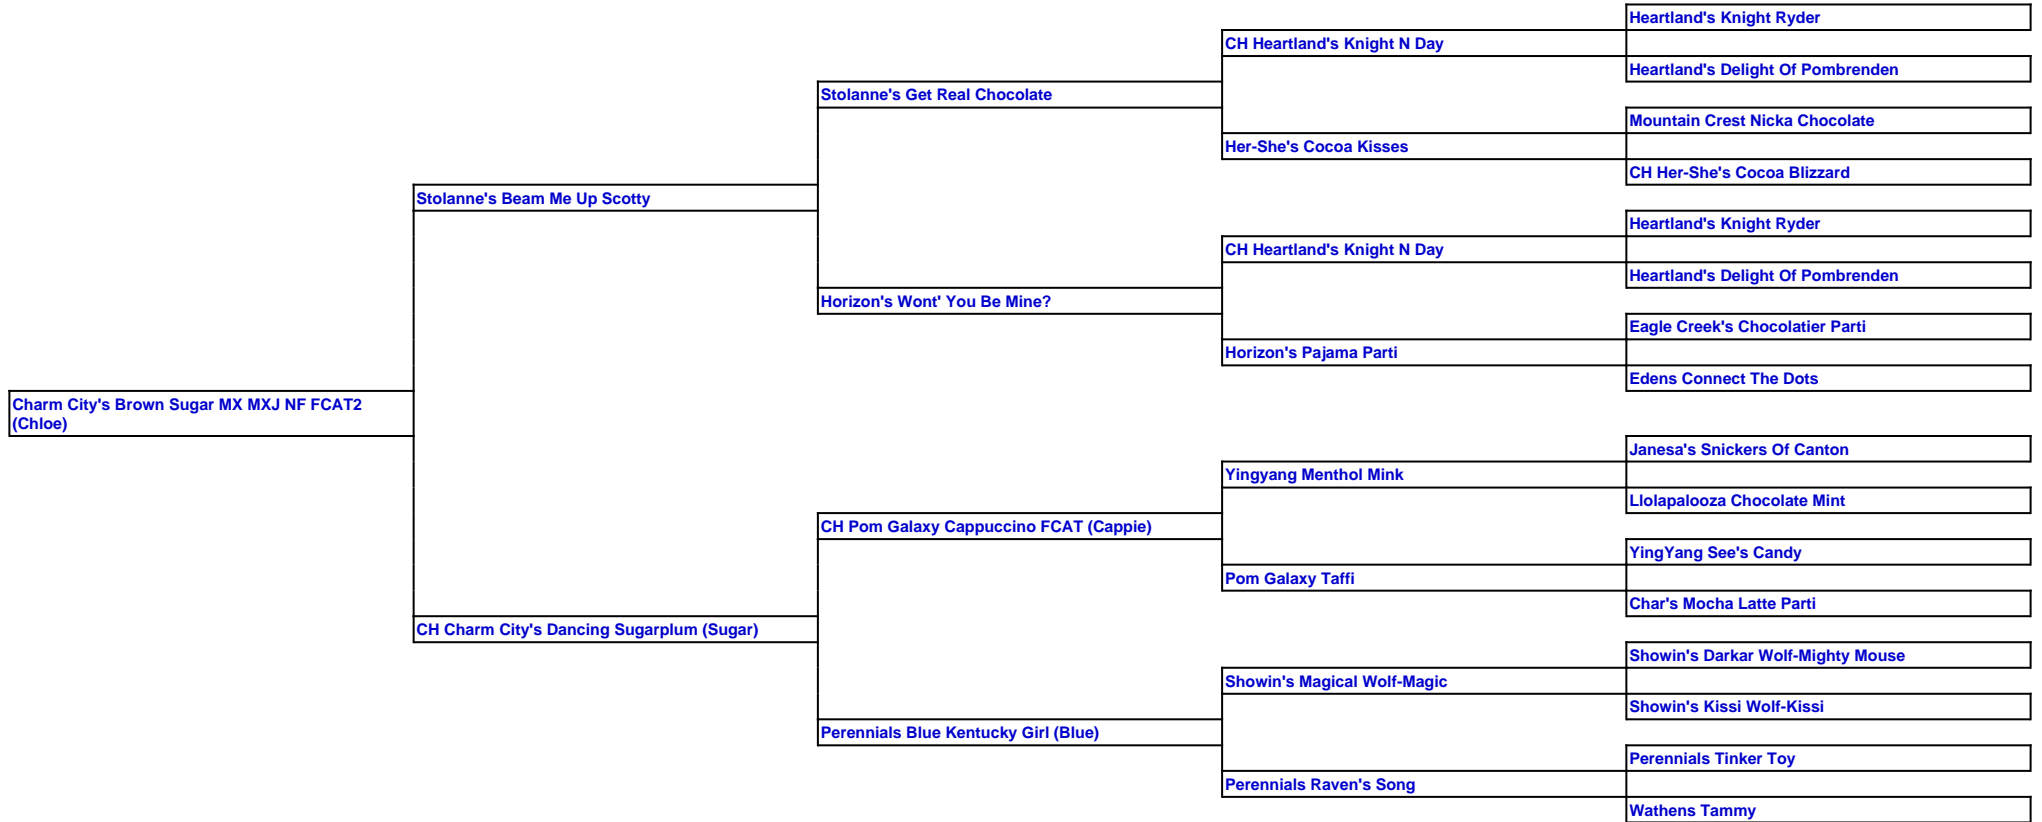 Heartland's Knight Ryder
CH Heartland's Knight N Day
Heartland's Delight Of Pombrenden
Stolanne's Get Real Chocolate
Mountain Crest Nicka Chocolate
Her-She's Cocoa Kisses
CH Her-She's Cocoa Blizzard
Stolanne's Beam Me Up Scotty
Heartland's Knight Ryder
CH Heartland's Knight N Day
Heartland's Delight Of Pombrenden
Horizon's Wont' You Be Mine?
Eagle Creek's Chocolatier Parti
Horizon's Pajama Parti
Edens Connect The Dots
Charm City's Brown Sugar MX MXJ NF FCAT2
(Chloe)
Janesa's Snickers Of Canton
Yingyang Menthol Mink
Llolapalooza Chocolate Mint
CH Pom Galaxy Cappuccino FCAT (Cappie)
YingYang See's Candy
Pom Galaxy Taffi
Char's Mocha Latte Parti
CH Charm City's Dancing Sugarplum (Sugar)
Showin's Darkar Wolf-Mighty Mouse
Showin's Magical Wolf-Magic
Showin's Kissi Wolf-Kissi
Perennials Blue Kentucky Girl (Blue)
Perennials Tinker Toy
Perennials Raven's Song
Wathens Tammy